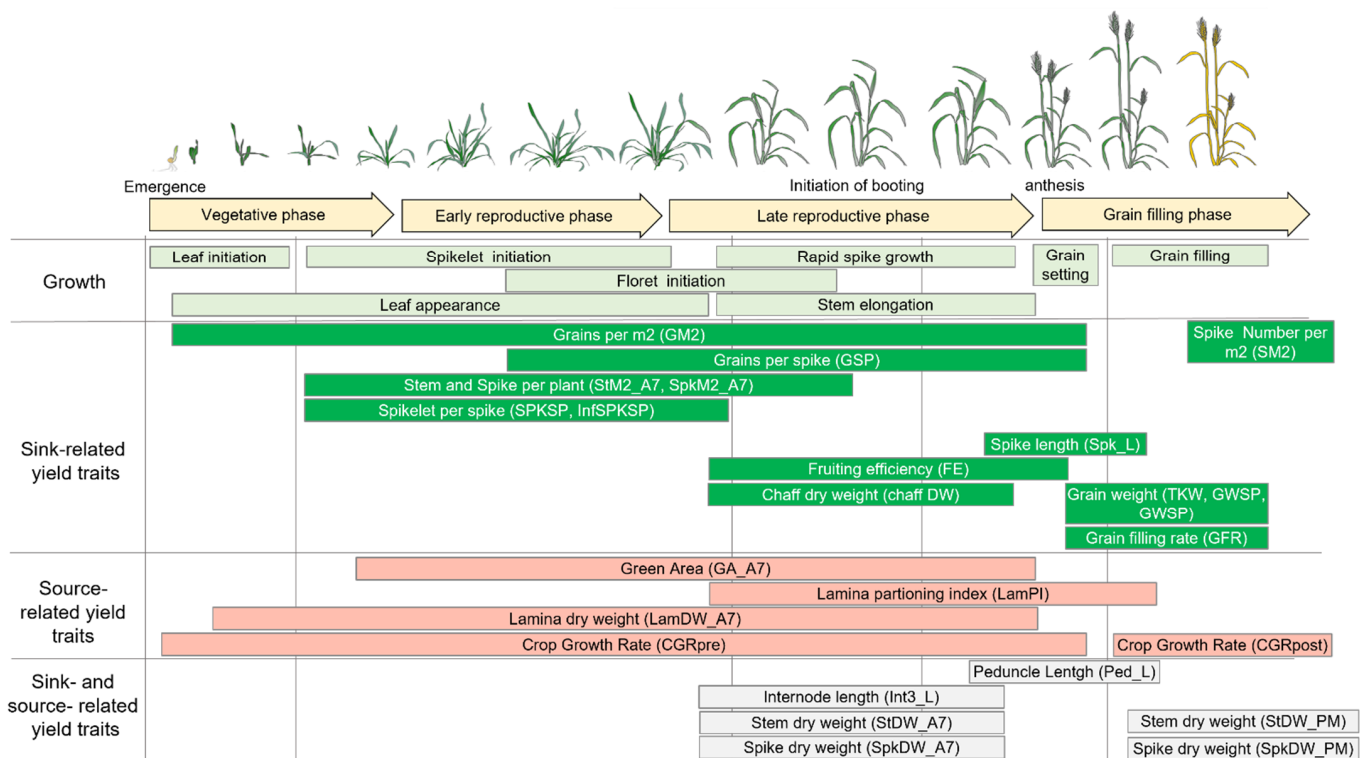 Emergence
Initiation of booting
anthesis
Vegetative phase
Early reproductive phase
Late reproductive phase
Grain filling phase
Growth
Leaf initiation
Spikelet initiation
Rapid spike growth
Grain
setting
Grain filling
Floret initiation
Leaf appearance
Stem elongation
Sink-related
yield traits
Grains per m2 (GM2)
Spike Number per
m2 (SM2)
Grains per spike (GSP)
Stem and Spike per plant (StM2_A7, SpkM2_A7)
Spikelet per spike (SPKSP, InfSPKSP)
Spike length (Spk_L)
Fruiting efficiency (FE)
Chaff dry weight (chaff DW)
Grain weight (TKW, GWSP,
GWSP)
Grain filling rate (GFR)
Source-
related yield
traits
Green Area (GA_A7)
Lamina partioning index (LamPI)
Lamina dry weight (LamDW_A7)
Crop Growth Rate (CGRpre)
Crop Growth Rate (CGRpost)
Sink- and
source- related
yield traits
Peduncle Lentgh (Ped_L)
Internode length (Int3_L)
Stem dry weight (StDW_A7)
Stem dry weight (StDW_PM)
Spike dry weight (SpkDW_A7)
Spike dry weight (SpkDW_PM)